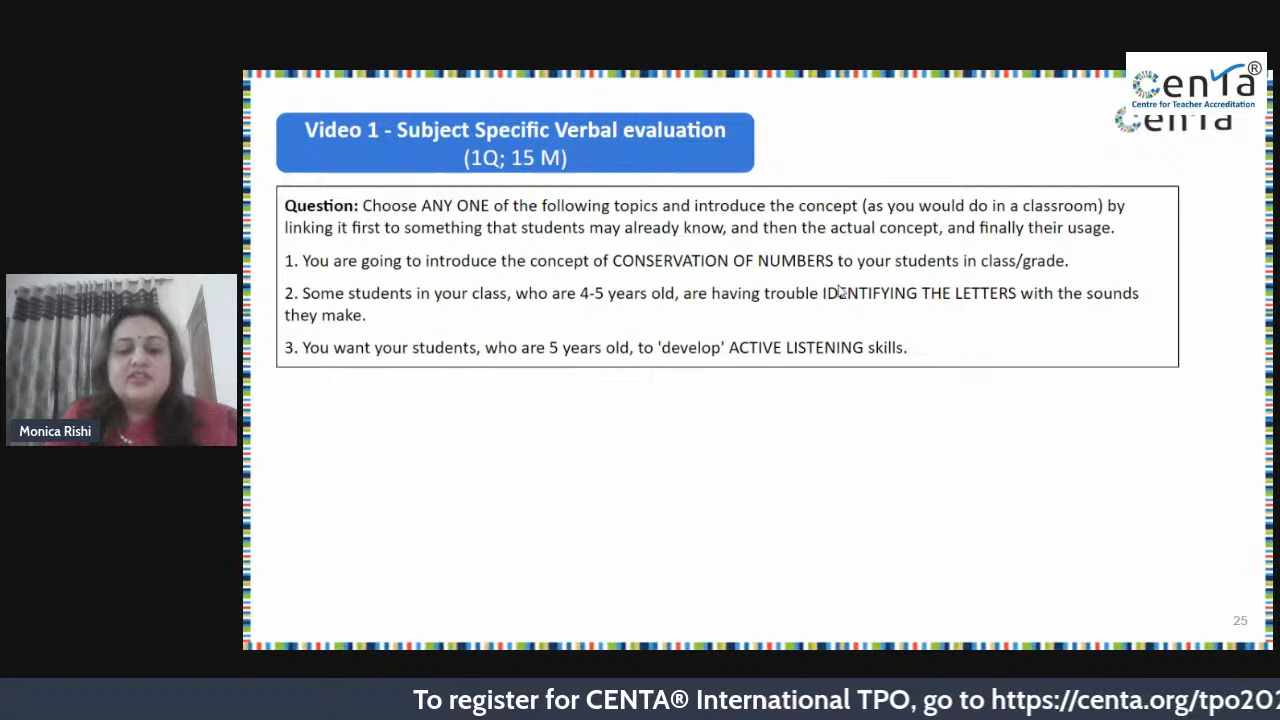 CenTa®
Centre for Teacher Accreditation
CenTa
Video 1 - Subject Specific Verbal evaluation
(1Q; 15 M)
Question: Choose ANY ONE of the following topics and introduce the concept (as you would do in a classroom) by
linking it first to something that students may already know, and then the actual concept, and finally their usage.
1. You are going to introduce the concept of CONSERVATION OF NUMBERS to your students in class/grade.
2. Some students in your class, who are 4-5 years old, are having trouble IDENTIFYING THE LETTERS with the sounds
they make.
3. You want your students, who are 5 years old, to 'develop' ACTIVE LISTENING skills.
Monica Rishi
25
To register for CENTA® International TPO, go to https://centa.org/tpo202